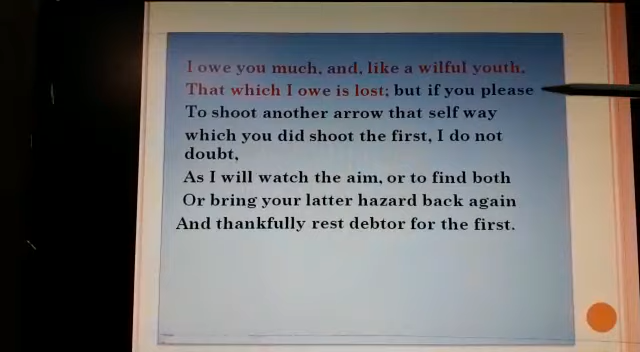 I owe you much, and, like a wilful youth,
That which I owe is lost; but if you please
To shoot another arrow that self way
which you did shoot the first, I do not
doubt,
As I will watch the aim, or to find both
Or bring your latter hazard back again
And thankfully rest debtor for the first.